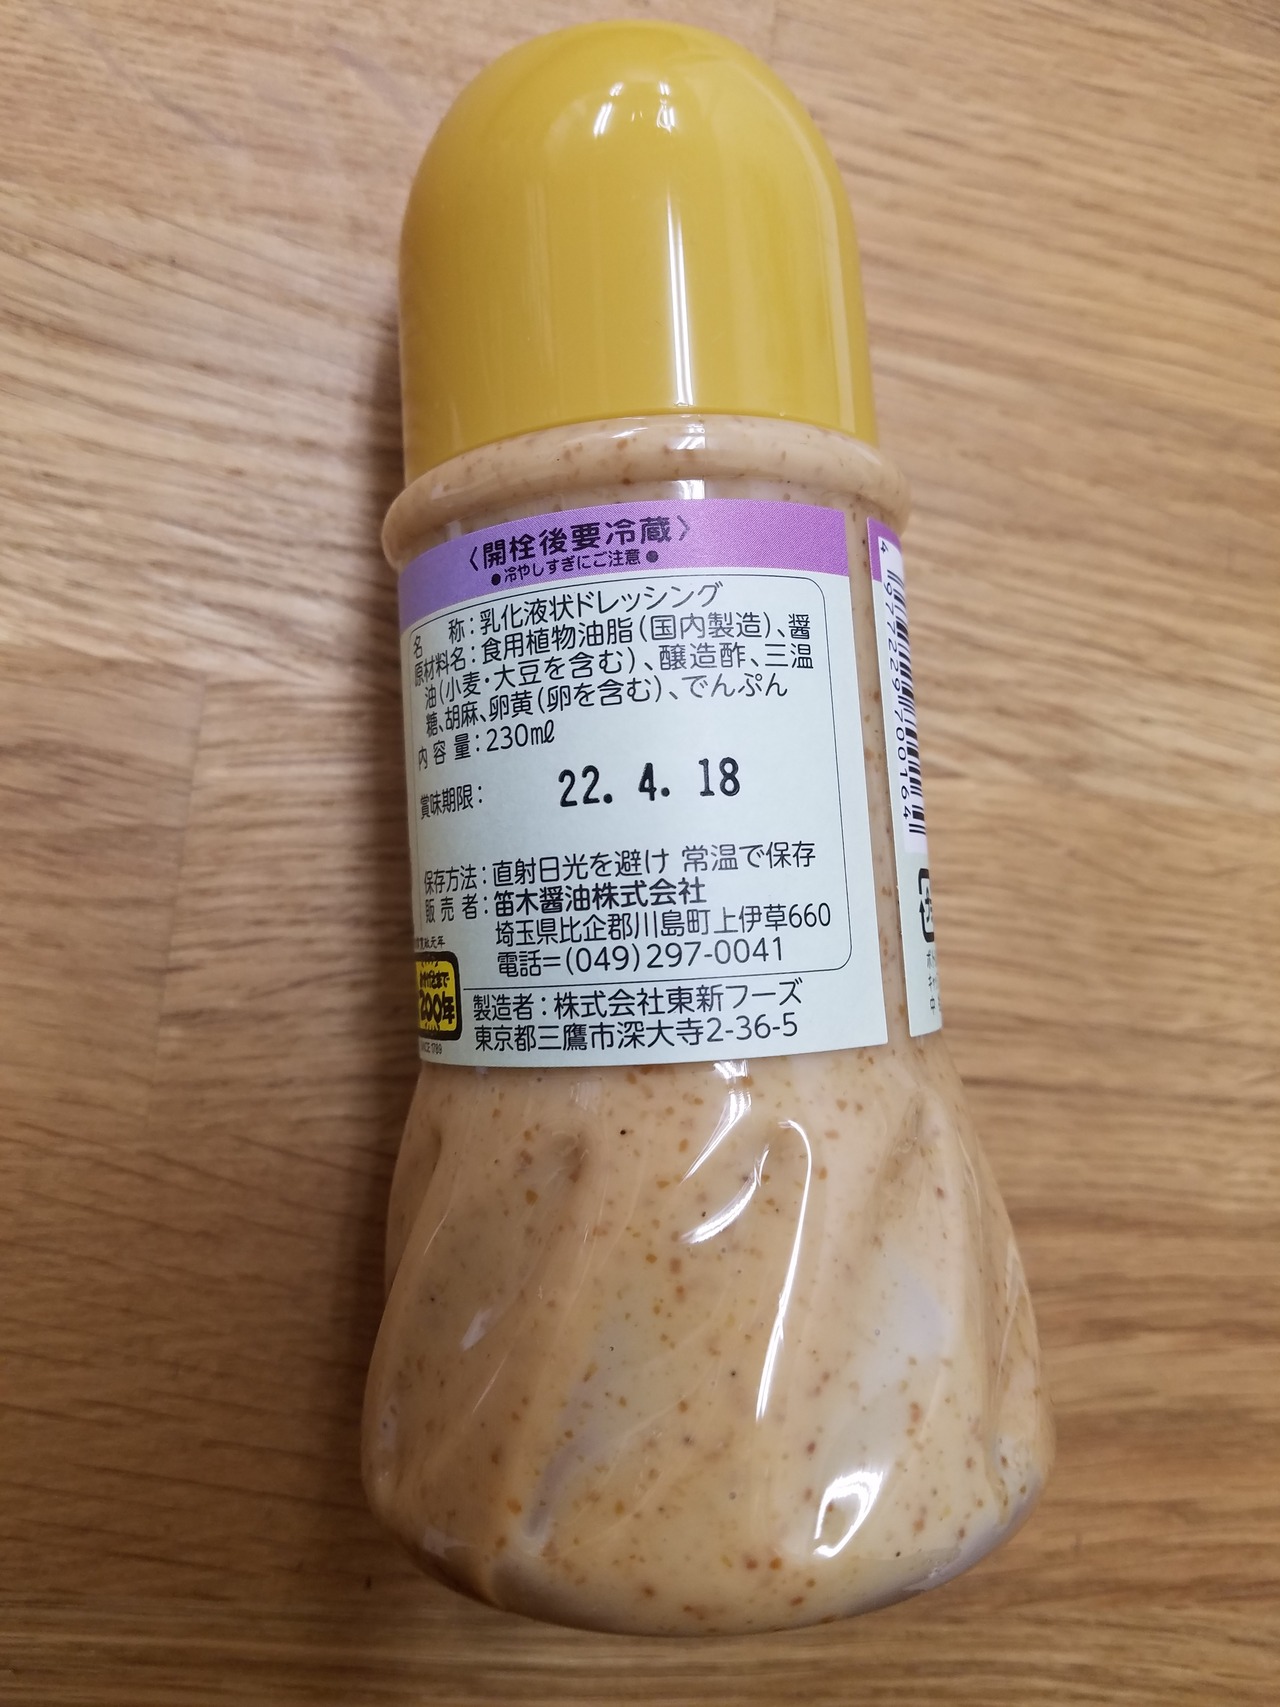 〈開栓後要冷蔵〉
●冷やしすぎにご注意●
名称：乳化液状ドレッシング
原材料名：食用植物油脂(国内製造)、醤
油(小麦・大豆を含む)、醸造酢、三温
糖、胡麻、卵黄(卵を含む)、でんぷん
内容量：230mℓ
賞味期限： 22. 4. 18
保存方法：直射日光を避け 常温で保存
販売者：笛木醤油株式会社
埼玉県比企郡川島町上伊草660
電話=(049)297-0041
製造者：株式会社東新フーズ
東京都三鷹市深大寺2-36-5
200年
4 977229 700164